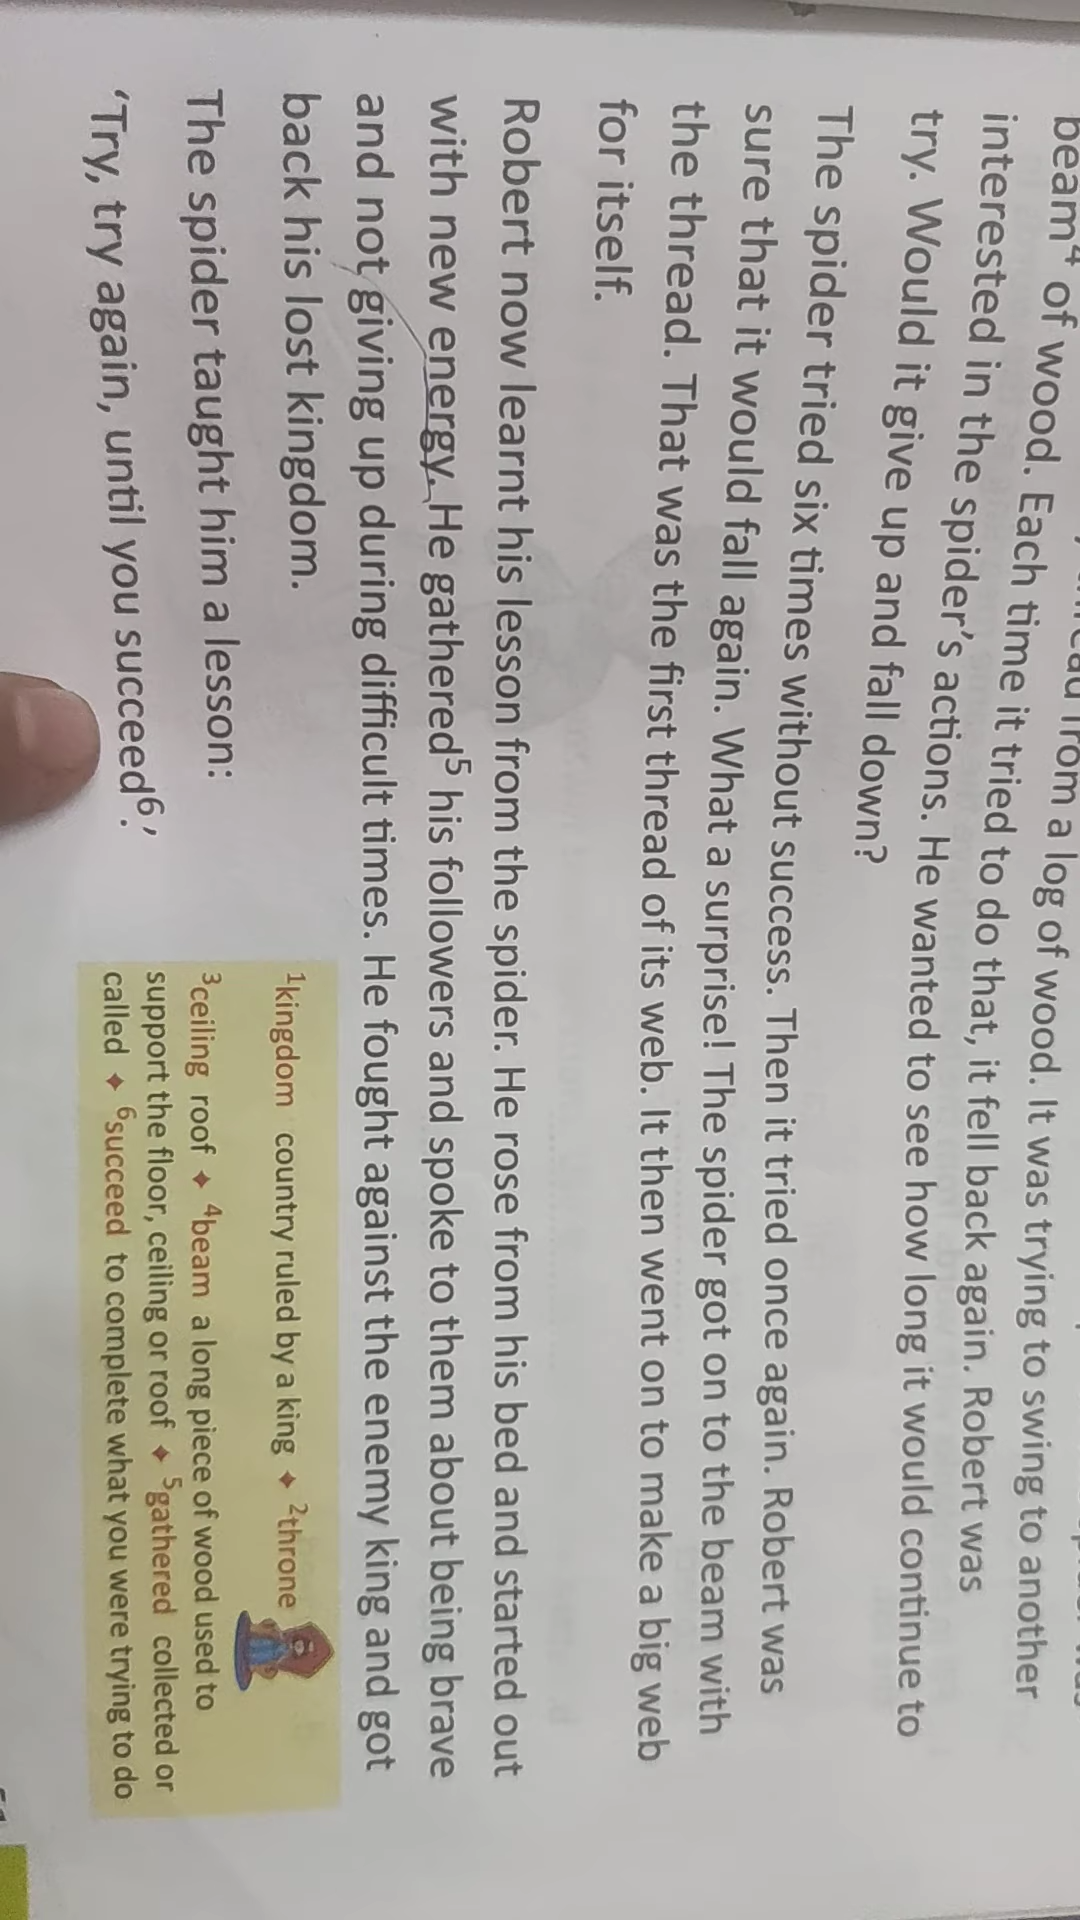 from a log of wood. It was trying to swing to another
beam⁴ of wood. Each time it tried to do that, it fell back again. Robert was
interested in the spider's actions. He wanted to see how long it would continue to
try. Would it give up and fall down?
The spider tried six times without success. Then it tried once again. Robert was
sure that it would fall again. What a surprise! The spider got on to the beam with
the thread. That was the first thread of its web. It then went on to make a big web
for itself.
Robert now learnt his lesson from the spider. He rose from his bed and started out
with new energy. He gathered⁵ his followers and spoke to them about being brave
and not giving up during difficult times. He fought against the enemy king and got
back his lost kingdom.
The spider taught him a lesson:
‘Try, try again, until you succeed⁶.’
¹kingdom country ruled by a king ✦ ²throne
³ceiling roof ✦ ⁴beam a long piece of wood used to
support the floor, ceiling or roof ✦ ⁵gathered collected or
called ✦ ⁶succeed to complete what you were trying to do